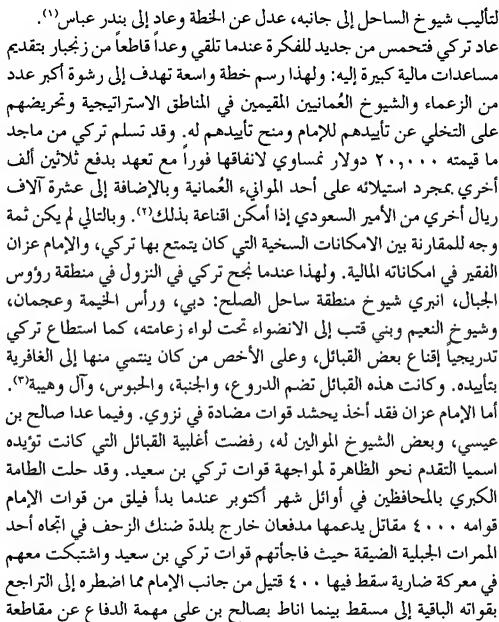 لتأليب شيوخ الساحل إلى جانبه، عدل عن الخطة وعاد إلى بندر عباس(١).
عاد تركي فتحمس من جديد للفكرة عندما تلقي وعداً قاطعاً من زنجبار بتقديم
مساعدات مالية كبيرة إليه: ولهذا رسم خطة واسعة تهدف إلى رشوة أكبر عدد
من الزعماء والشيوخ العُمانيين المقيمين في المناطق الاستراتيجية وتحريضهم
على التخلي عن تأييدهم للإمام ومنح تأييدهم له. وقد تسلم تركي من ماجد
ما قيمته ٢٠,٠٠٠ دولار نمساوي لانفاقها فوراً مع تعهد بدفع ثلاثين ألف
أخري بمجرد استيلائه على أحد الموانيء العُمانية وبالإضافة إلى عشرة آلاف
ريال أخري من الأمير السعودي إذا أمكن اقناعة بذلك(٢). وبالتالي لم يكن ثمة
وجه للمقارنة بين الامكانات السخية التي كان يتمتع بها تركي، والإمام عزان
الفقير في امكاناته المالية. ولهذا عندما نجح تركي في النزول في منطقة رؤوس
الجبال، انبري شيوخ منطقة ساحل الصلح: دبي، ورأس الخيمة وعجمان،
وشيوخ النعيم وبني قتب إلى الانضواء تحت لواء زعامته، كما استطاع تركي
تدريجياً إقناع بعض القبائل، وعلى الأخص من كان ينتمي منها إلى الغافرية
بتأييده. وكانت هذه القبائل تضم الدروع، والجنبة، والحبوس، وآل وهيبة(٣).
أما الإمام عزان فقد أخذ يحشد قوات مضادة في نزوي. وفيما عدا صالح بن
عيسي، وبعض الشيوخ الموالين له، رفضت أغلبية القبائل التي كانت تؤيده
اسميا التقدم نحو الظاهرة لمواجهة قوات تركي بن سعيد. وقد حلت الطامة
الكبري بالمحافظين في أوائل شهر أكتوبر عندما بدأ فيلق من قوات الإمام
قوامه ٤٠٠٠ مقاتل يدعمها مدفعان خارج بلدة ضنك الزحف في اتجاه أحد
الممرات الجبلية الضيقة حيث فاجأتهم قوات تركي بن سعيد واشتبكت معهم
في معركة ضارية سقط فيها ٤٠٠ قتيل من جانب الإمام مما اضطره إلى التراجع
بقواته الباقية إلى مسقط بينما اناط بصالح بن علي مهمة الدفاع عن مقاطعة